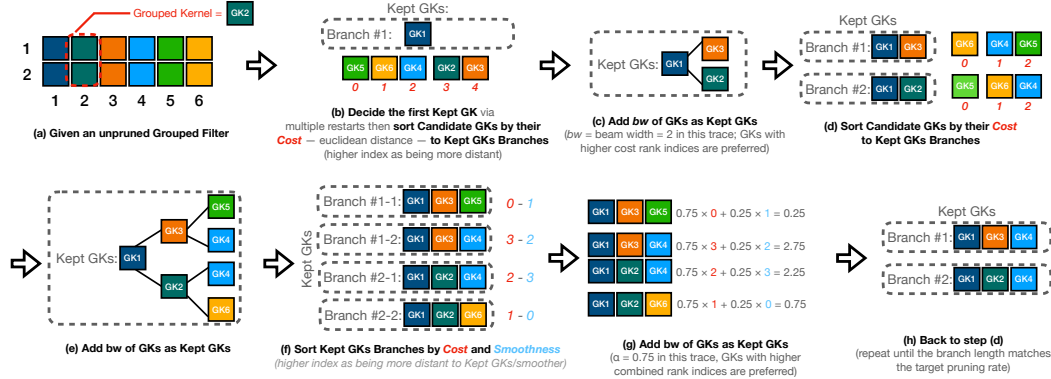 Grouped Kernel = GK2
1
2
1 2 3 4 5 6
(a) Given an unpruned Grouped Filter
Kept GKs:
Branch #1: GK1
GK5 GK6 GK4 GK2 GK3
0 1 2 3 4
(b) Decide the first Kept GK via
multiple restarts then sort Candidate GKs by their
Cost — euclidean distance — to Kept GKs Branches
(higher index as being more distant)
Kept GKs: GK1 GK3
GK2
(c) Add bw of GKs as Kept GKs
(bw = beam width = 2 in this trace; GKs with
higher cost rank indices are preferred)
Kept GKs
Branch #1: GK1 GK3 GK6 GK4 GK5
0 1 2
Branch #2: GK1 GK2 GK5 GK6 GK4
0 1 2
(d) Sort Candidate GKs by their Cost
to Kept GKs Branches
Kept GKs: GK1 GK3 GK5
GK4
GK2 GK4
GK6
(e) Add bw of GKs as Kept GKs
Kept GKs
Branch #1-1: GK1 GK3 GK5 0 - 1
Branch #1-2: GK1 GK3 GK4 3 - 2
Branch #2-1: GK1 GK2 GK4 2 - 3
Branch #2-2: GK1 GK2 GK6 1 - 0
(f) Sort Kept GKs Branches by Cost and Smoothness
(higher index as being more distant to Kept GKs/smoother)
GK1 GK3 GK5 0.75 × 0 + 0.25 × 1 = 0.25
GK1 GK3 GK4 0.75 × 3 + 0.25 × 2 = 2.75
GK1 GK2 GK4 0.75 × 2 + 0.25 × 3 = 2.25
GK1 GK2 GK6 0.75 × 1 + 0.25 × 0 = 0.75
(g) Add bw of GKs as Kept GKs
(α = 0.75 in this trace, GKs with higher
combined rank indices are preferred)
Kept GKs
Branch #1: GK1 GK3 GK4
Branch #2: GK1 GK2 GK4
(h) Back to step (d)
(repeat until the branch length matches
the target pruning rate)